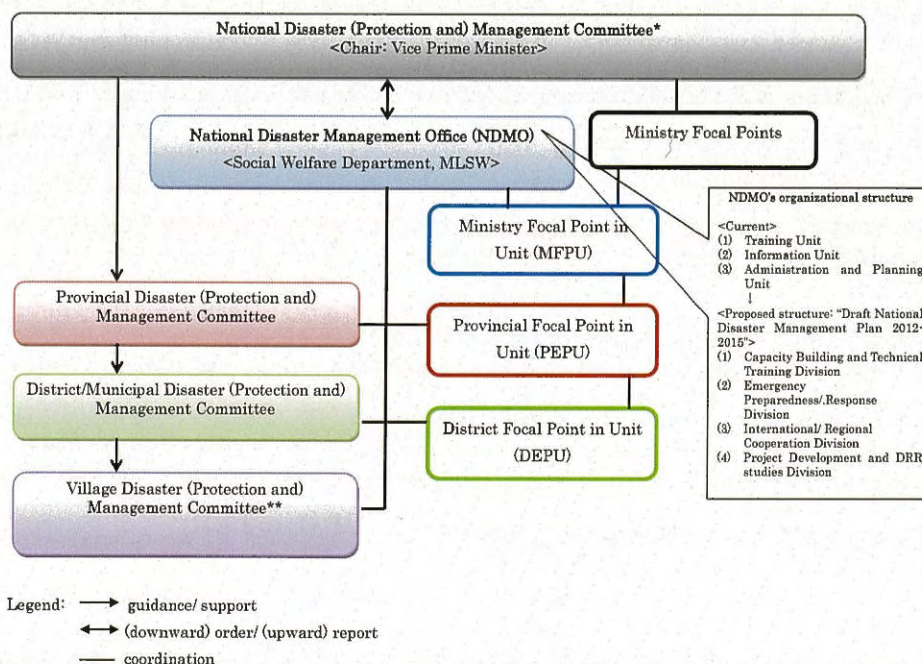 National Disaster (Protection and) Management Committee*
<Chair: Vice Prime Minister>
National Disaster Management Office (NDMO)
<Social Welfare Department, MLSW>
Ministry Focal Points
NDMO's organizational structure
<Current>
(1) Training Unit
(2) Information Unit
(3) Administration and Planning
Unit
↓
<Proposed structure: "Draft National
Disaster Management Plan 2012-
2015">
(1) Capacity Building and Technical
Training Division
(2) Emergency
Preparedness/.Response
Division
(3) International/ Regional
Cooperation Division
(4) Project Development and DRR
studies Division
Ministry Focal Point in
Unit (MFPU)
Provincial Disaster (Protection and)
Management Committee
Provincial Focal Point in
Unit (PEPU)
District/Municipal Disaster (Protection and)
Management Committee
District Focal Point in Unit
(DEPU)
Village Disaster (Protection and)
Management Committee**
Legend: → guidance/ support
↔ (downward) order/ (upward) report
— coordination